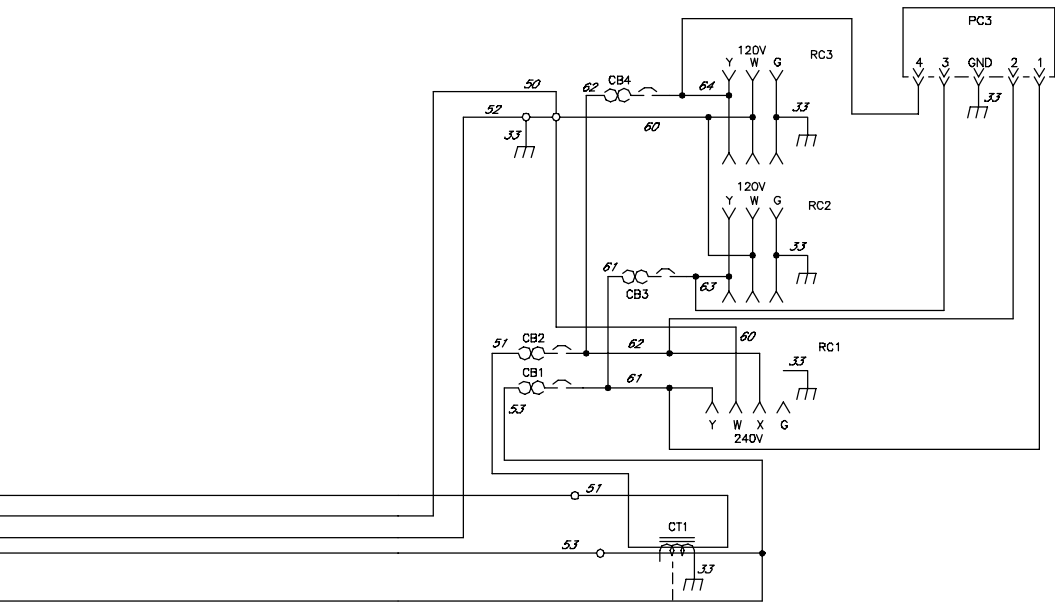 PC3
120V
RC3
Y W G
4 3 GND 2 1
CB4
50
62
64
52
33
33
60
33
120V
Y W G
RC2
33
61
63
CB3
CB2
51
62
60
RC1
33
CB1
61
53
Y W X G
240V
51
CT1
53
33